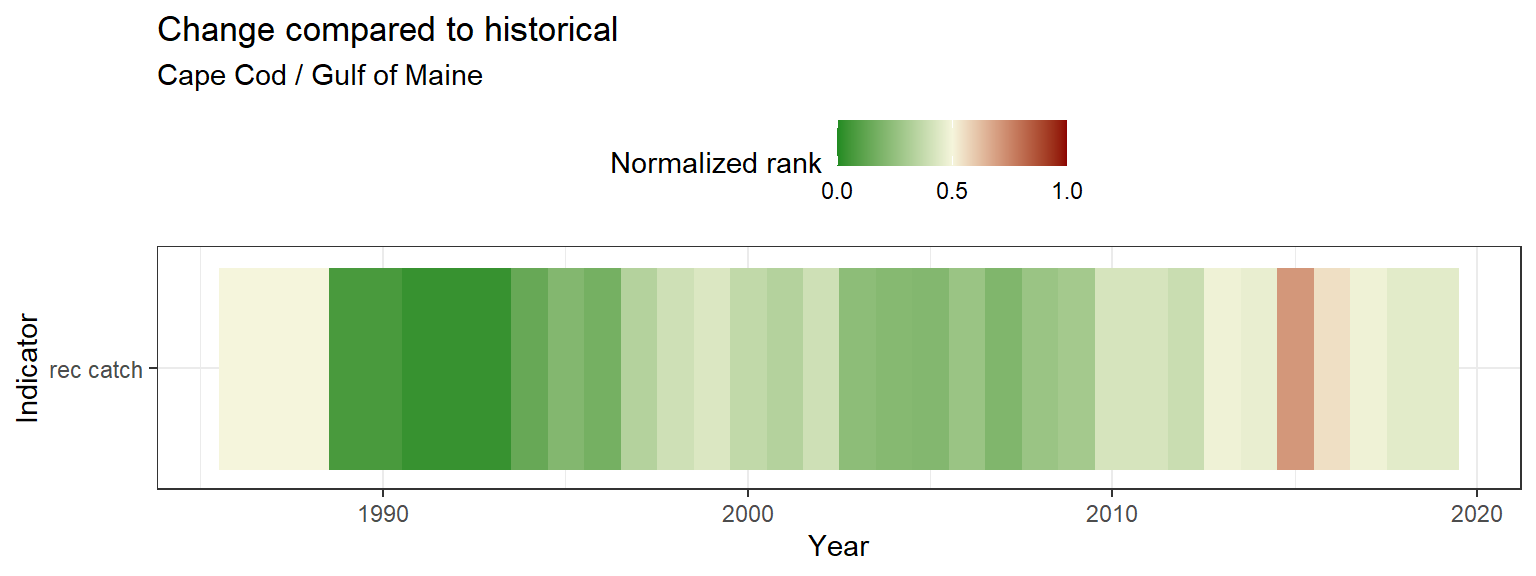 Change compared to historical
Cape Cod / Gulf of Maine
Normalized rank
0.0 0.5 1.0
Indicator
rec catch
1990 2000 2010 2020
Year